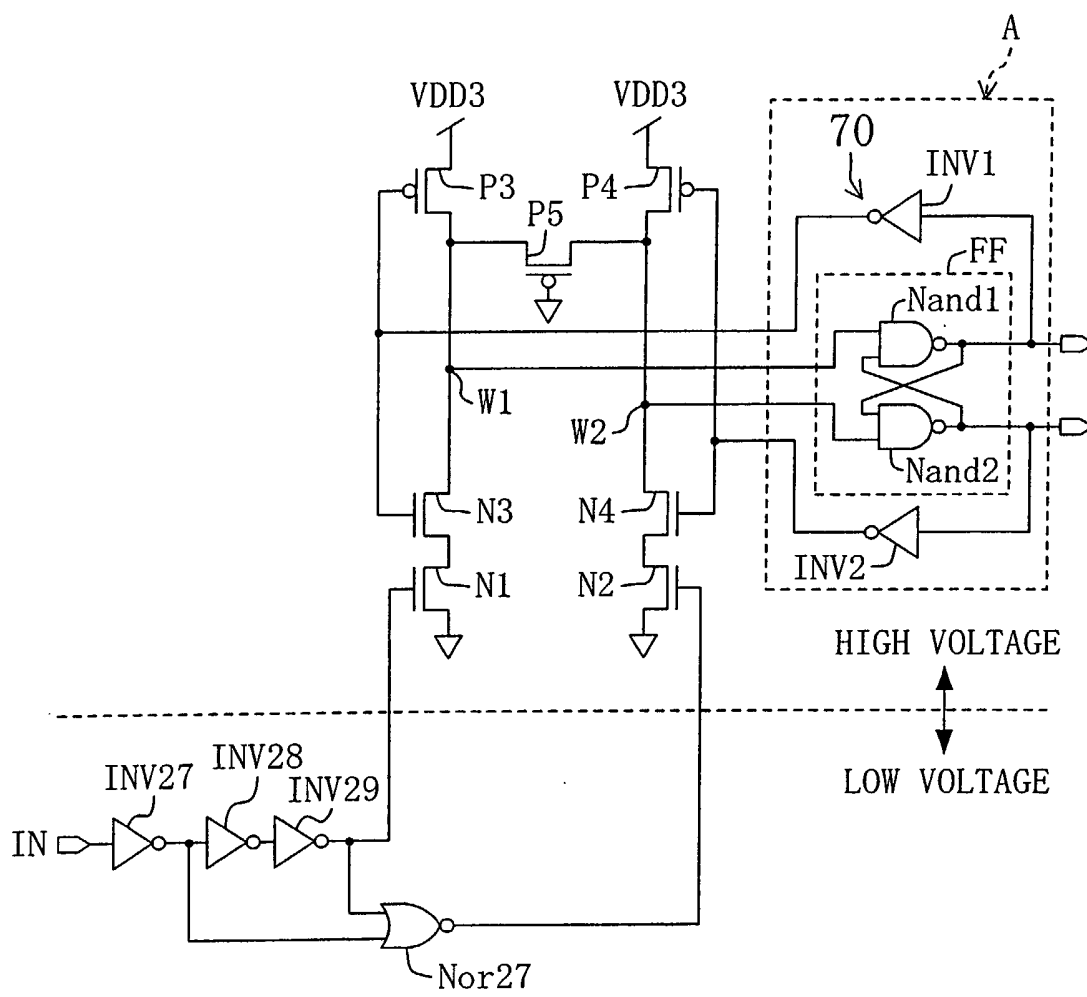 A
VDD3
VDD3
70
INV1
P3
P4
P5
FF
Nand1
W1
W2
Nand2
N3
N4
INV2
N1
N2
HIGH VOLTAGE
LOW VOLTAGE
INV27
INV28
INV29
IN
Nor27